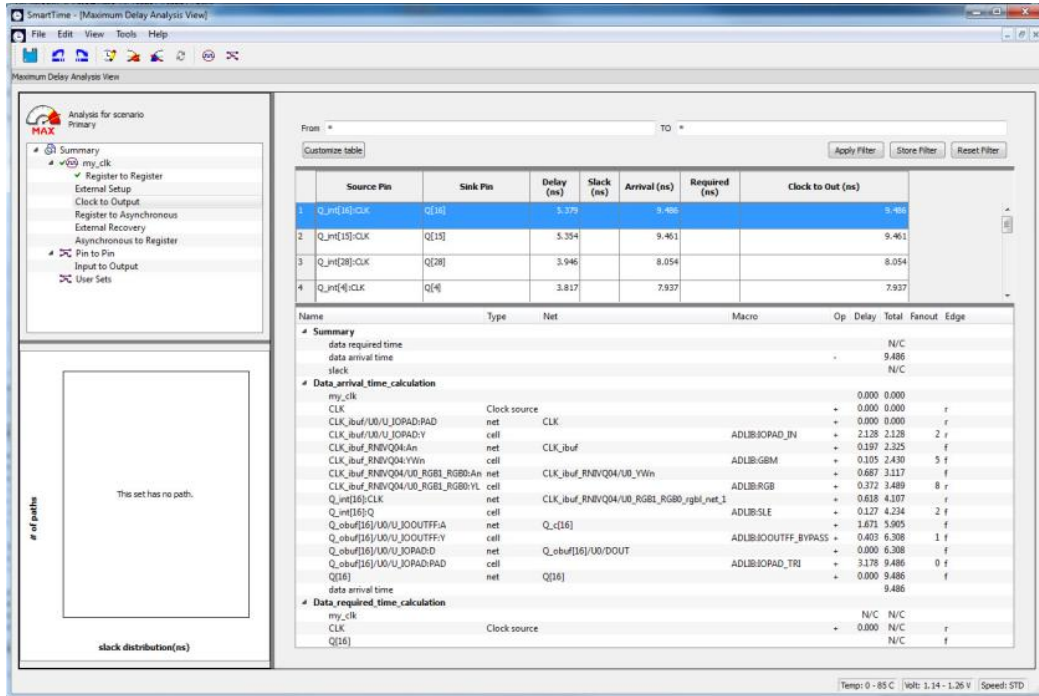 SmartTime - [Maximum Delay Analysis View]
File Edit View Tools Help
Maximum Delay Analysis View
MAX
Analysis for scenario
Primary
Summary
my_clk
Register to Register
External Setup
Clock to Output
Register to Asynchronous
External Recovery
Asynchronous to Register
Pin to Pin
Input to Output
User Sets
# of paths
This set has no path.
slack distribution(ns)
From * TO *
Customize table Apply Filter Store Filter Reset Filter
Source Pin Sink Pin Delay (ns) Slack (ns) Arrival (ns) Required (ns) Clock to Out (ns)
1 Q_int[16]:CLK Q[16] 5.379 9.486 9.486
2 Q_int[15]:CLK Q[15] 5.354 9.461 9.461
3 Q_int[28]:CLK Q[28] 3.946 8.054 8.054
4 Q_int[4]:CLK Q[4] 3.817 7.937 7.937
Name Type Net Macro Op Delay Total Fanout Edge
Summary
data required time N/C
data arrival time - 9.486
slack N/C
Data_arrival_time_calculation
my_clk 0.000 0.000
CLK Clock source + 0.000 0.000 r
CLK_ibuf/U0/U_IOPAD:PAD net CLK + 0.000 0.000 r
CLK_ibuf/U0/U_IOPAD:Y cell ADLIB:IOPAD_IN + 2.128 2.128 2 r
CLK_ibuf_RNIVQ04:An net CLK_ibuf + 0.197 2.325 f
CLK_ibuf_RNIVQ04:YWn cell ADLIB:GBM + 0.105 2.430 5 f
CLK_ibuf_RNIVQ04/U0_RGB1_RGB0:An net CLK_ibuf_RNIVQ04/U0_YWn + 0.687 3.117 f
CLK_ibuf_RNIVQ04/U0_RGB1_RGB0:YL cell ADLIB:RGB + 0.372 3.489 8 r
Q_int[16]:CLK net CLK_ibuf_RNIVQ04/U0_RGB1_RGB0_rgbl_net_1 + 0.618 4.107 r
Q_int[16]:Q cell ADLIB:SLE + 0.127 4.234 2 f
Q_obuf[16]/U0/U_IOOUTFF:A net Q_c[16] + 1.671 5.905 f
Q_obuf[16]/U0/U_IOOUTFF:Y cell ADLIB:IOOUTFF_BYPASS + 0.403 6.308 1 f
Q_obuf[16]/U0/U_IOPAD:D net Q_obuf[16]/U0/DOUT + 0.000 6.308 f
Q_obuf[16]/U0/U_IOPAD:PAD cell ADLIB:IOPAD_TRI + 3.178 9.486 0 f
Q[16] net Q[16] + 0.000 9.486 f
data arrival time 9.486
Data_required_time_calculation
my_clk N/C N/C
CLK Clock source + 0.000 N/C r
Q[16] N/C f
Temp: 0 - 85 C Volt: 1.14 - 1.26 V Speed: STD